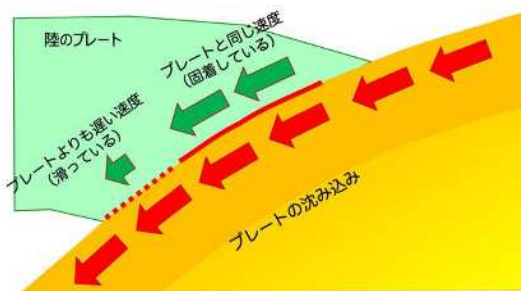 陸のプレート
プレートと同じ速度
(固着している)
プレートよりも遅い速度
(滑っている)
プレートの沈み込み